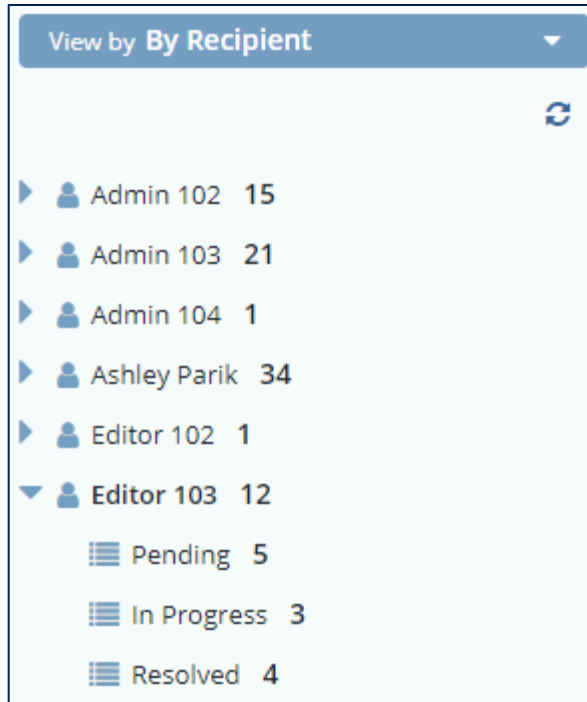 View by By Recipient
Admin 102 15
Admin 103 21
Admin 104 1
Ashley Parik 34
Editor 102 1
Editor 103 12
Pending 5
In Progress 3
Resolved 4